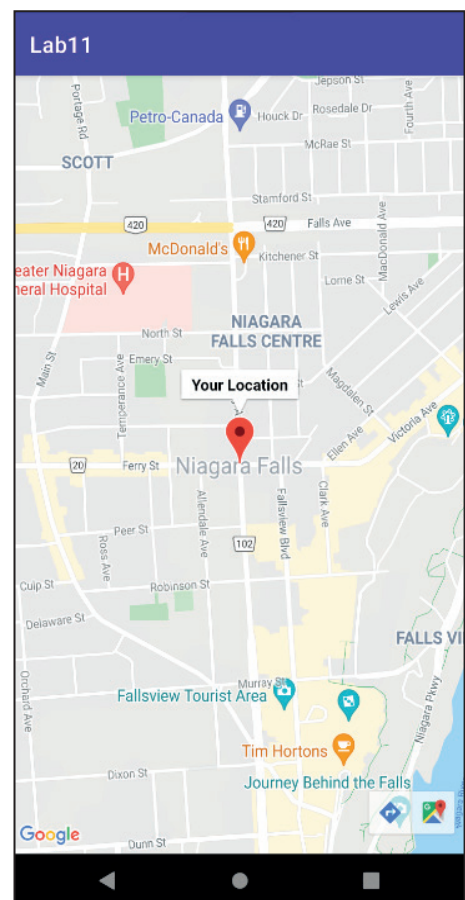 Lab11
Jepson St
Portage Rd
Petro-Canada
Houck Dr
Rosedale Dr
Fourth Ave
McRae St
SCOTT
Stamford St
420
420
Falls Ave
McDonald's
Kitchener St
MacDonald Ave
eater Niagara
neral Hospital
Lorne St
Lewis Ave
North St
NIAGARA
FALLS CENTRE
Main St
Temperance Ave
Emery St
Magdalen St
Your Location
Victoria Ave
Ellen Ave
20
Ferry St
Niagara Falls
Allendale Ave
Fallsview Blvd
Clark Ave
Peer St
Ross Ave
102
Culp St
Robinson St
Delaware St
FALLS VI
Orchard Ave
Murray St
Fallsview Tourist Area
Niagara Pkwy
Tim Hortons
Dixon St
Journey Behind the Falls
Google
Dunn St